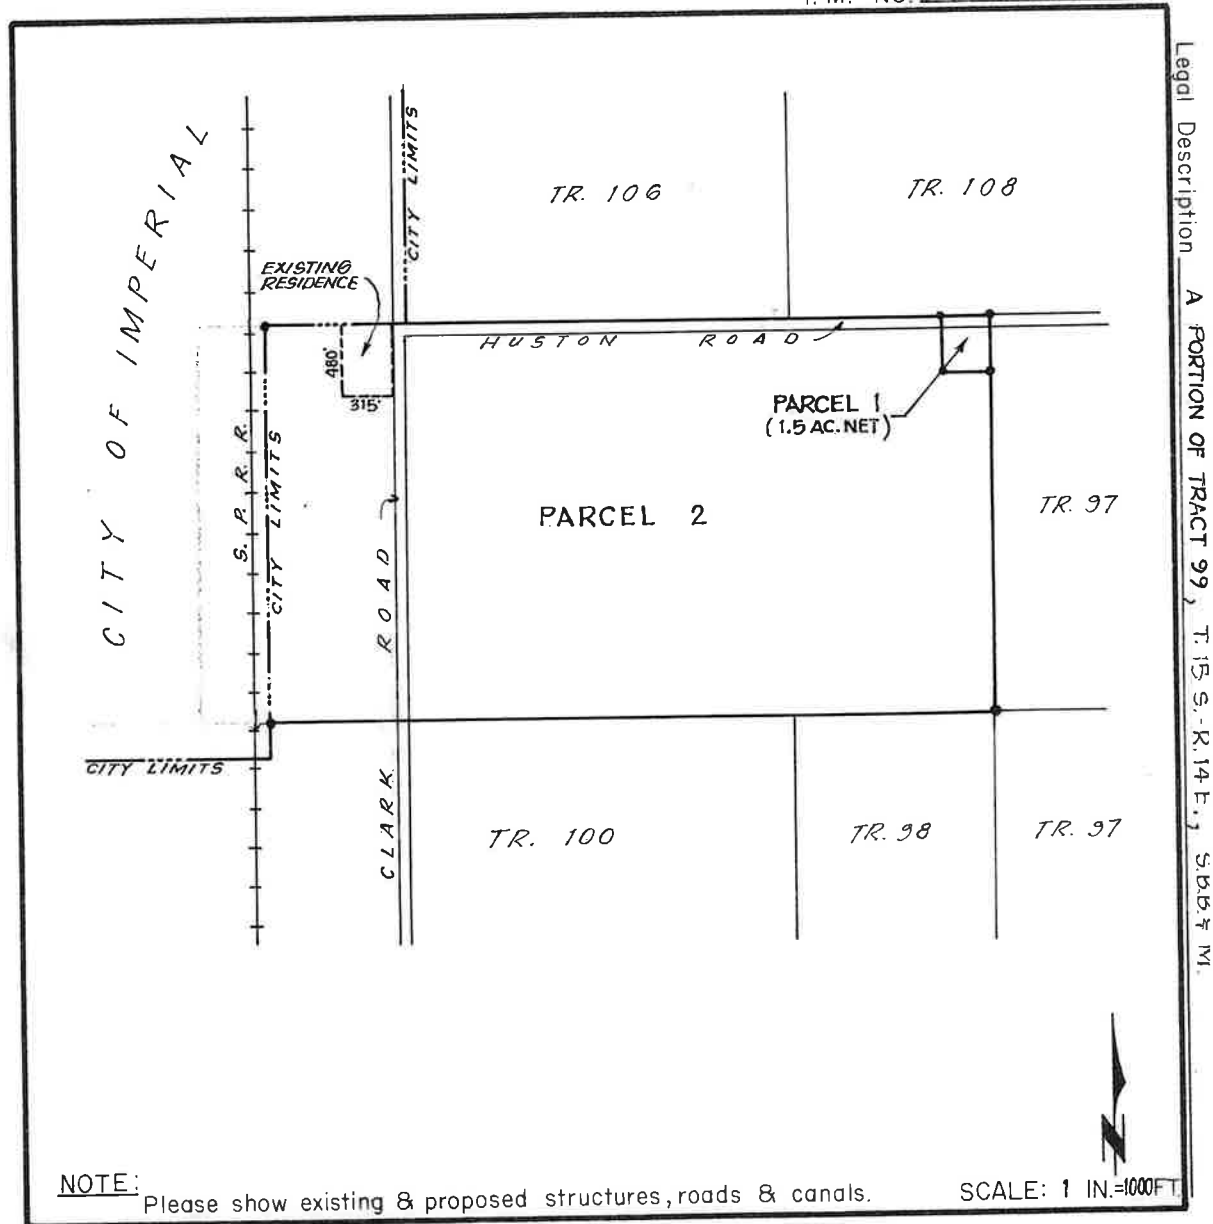 CITY OF IMPERIAL
CITY LIMITS
TR. 106
TR. 108
EXISTING
RESIDENCE
480'
315'
HUSTON ROAD
PARCEL 1
(1.5 AC. NET)
S. P. R. R.
CITY LIMITS
PARCEL 2
TR. 97
CLARK ROAD
CITY LIMITS
TR. 100
TR. 98
TR. 97
N
NOTE:
Please show existing & proposed structures, roads & canals.
SCALE: 1 IN.=1000FT.
Legal Description A PORTION OF TRACT 99, T. 15 S.-R. 14 E., S.B.B. & M.